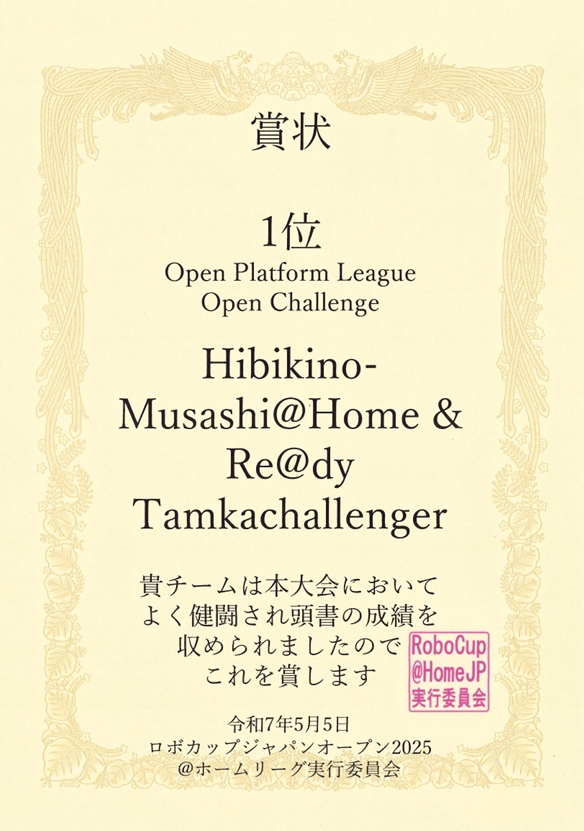 賞状
1位
Open Platform League
Open Challenge
Hibikino-
Musashi@Home &
Re@dy
Tamkachallenger
貴チームは本大会において
よく健闘され頭書の成績を
収められましたので
これを賞します
RoboCup
@HomeJP
実行委員会
令和7年5月5日
ロボカップジャパンオープン2025
@ホームリーグ実行委員会